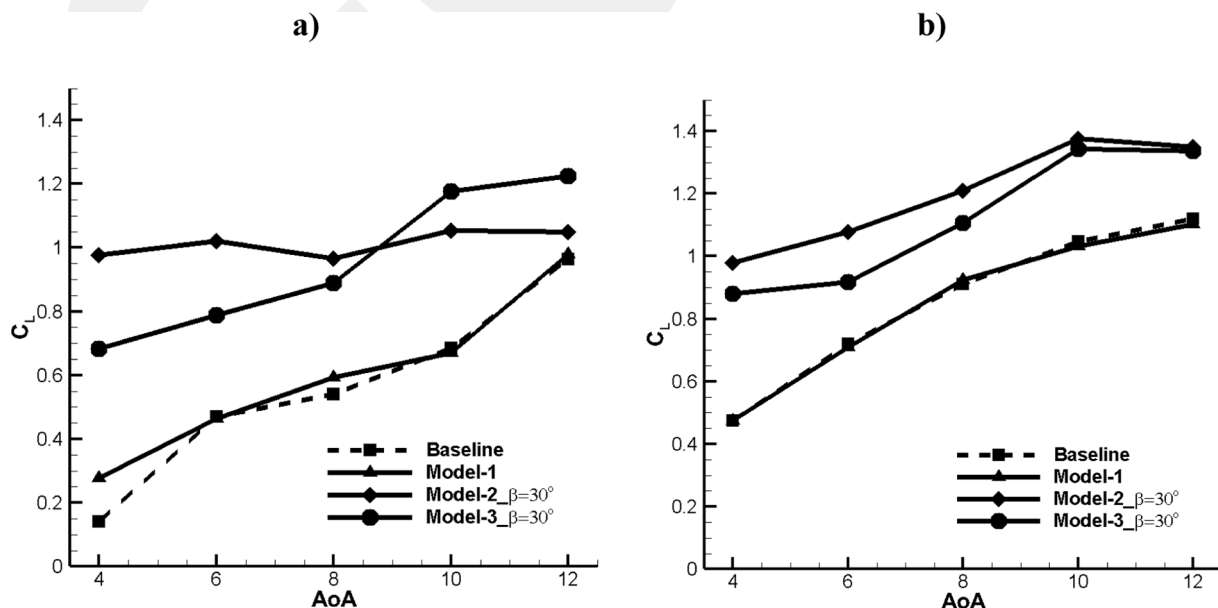 a)
1.4
1.2
1
0.8
0.6
0.4
0.2
0
C_L
4 6 8 10 12
AoA
Baseline
Model-1
Model-2_β=30°
Model-3_β=30°
b)
1.4
1.2
1
0.8
0.6
0.4
0.2
0
C_L
4 6 8 10 12
AoA
Baseline
Model-1
Model-2_β=30°
Model-3_β=30°